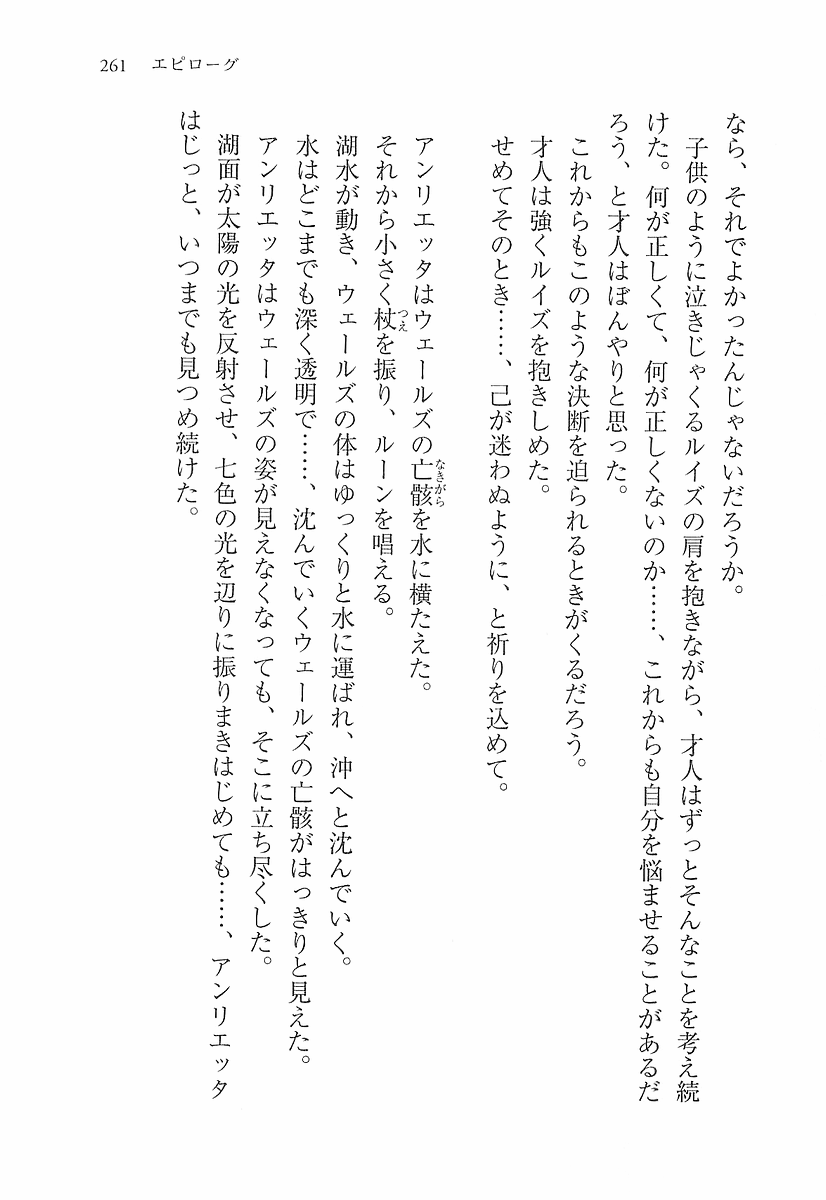 261 エピローグ
なら、それでよかったんじゃないだろうか。
子供のように泣きじゃくるルイズの肩を抱きながら、才人はずっとそんなことを考え続
けた。何が正しくて、何が正しくないのか……、これからも自分を悩ませることがあるだ
ろう、と才人はぼんやりと思った。
これからもこのような決断を迫られるときがくるだろう。
才人は強くルイズを抱きしめた。
せめてそのとき……、己が迷わぬように、と祈りを込めて。
アンリエッタはウェールズの亡骸を水に横たえた。
それから小さく杖を振り、ルーンを唱える。
湖水が動き、ウェールズの体はゆっくりと水に運ばれ、沖へと沈んでいく。
水はどこまでも深く透明で……、沈んでいくウェールズの亡骸がはっきりと見えた。
アンリエッタはウェールズの姿が見えなくなっても、そこに立ち尽くした。
湖面が太陽の光を反射させ、七色の光を辺りに振りまきはじめても……、アンリエッタ
はじっと、いつまでも見つめ続けた。